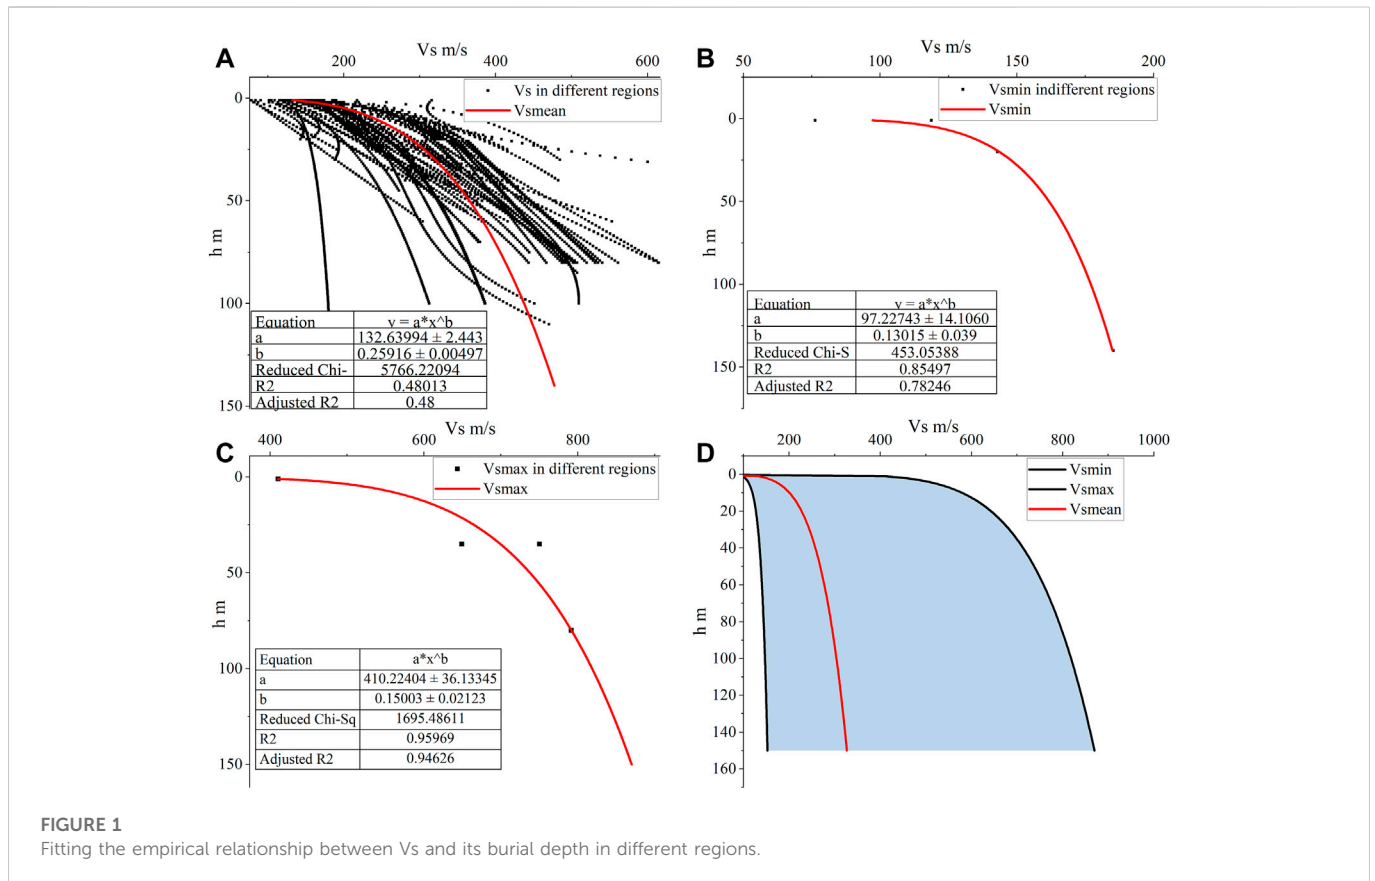 A
Vs m/s
200
400
600
Vs in different regions
Vsmean
0
50
100
150
h m
Equation
y = a*x^b
a
132.63994 ± 2.443
b
0.25916 ± 0.00497
Reduced Chi-
5766.22094
R2
0.48013
Adjusted R2
0.48
B
Vs m/s
50
100
150
200
Vsmin indifferent regions
Vsmin
0
50
100
150
h m
Equation
y = a*x^b
a
97.22743 ± 14.1060
b
0.13015 ± 0.039
Reduced Chi-S
453.05388
R2
0.85497
Adjusted R2
0.78246
C
Vs m/s
400
600
800
Vsmax in different regions
Vsmax
0
50
100
150
h m
Equation
a*x^b
a
410.22404 ± 36.13345
b
0.15003 ± 0.02123
Reduced Chi-Sq
1695.48611
R2
0.95969
Adjusted R2
0.94626
D
Vs m/s
200
400
600
800
1000
Vsmin
Vsmax
Vsmean
0
20
40
60
80
100
120
140
160
h m
FIGURE 1
Fitting the empirical relationship between Vs and its burial depth in different regions.